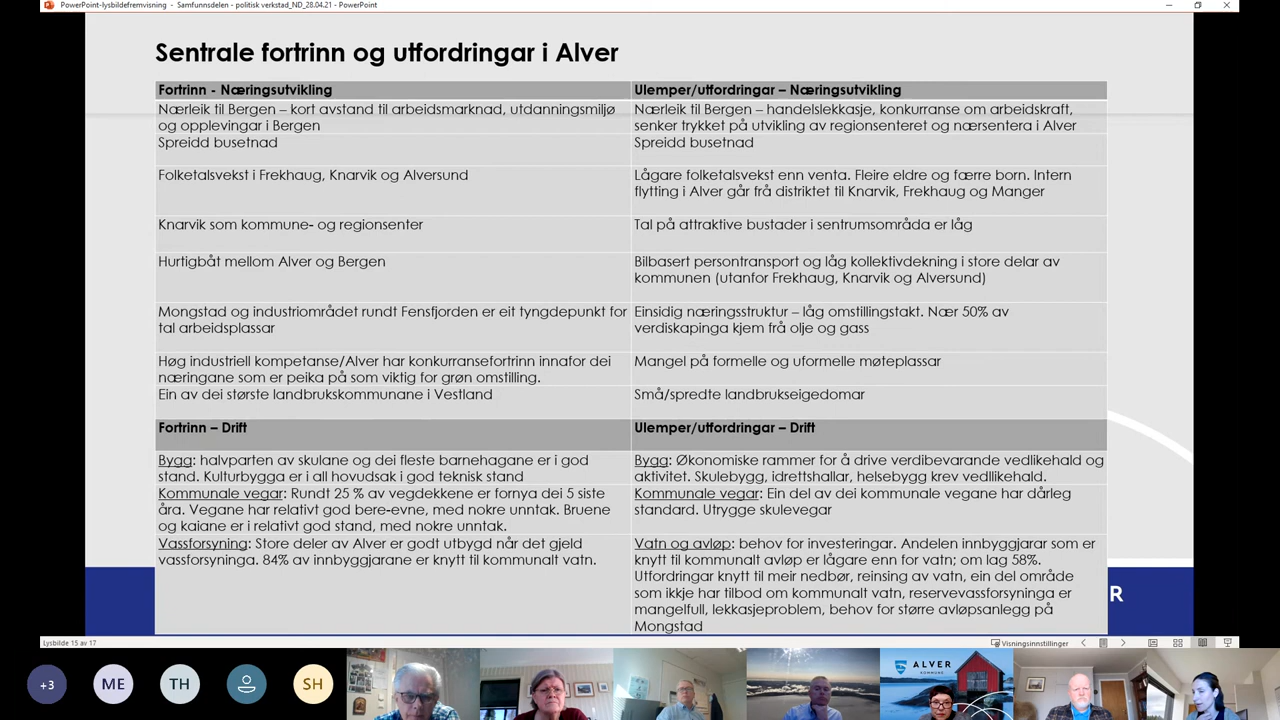 PowerPoint-lysbildefremvisning - Samfunnsdelen - politisk verkstad_ND_28.04.21 - PowerPoint
Sentrale fortrinn og utfordringar i Alver
Fortrinn - Næringsutvikling
Ulemper/utfordringar – Næringsutvikling
Nærleik til Bergen – kort avstand til arbeidsmarknad, utdanningsmiljø
og opplevingar i Bergen
Nærleik til Bergen – handelslekkasje, konkurranse om arbeidskraft,
senker trykket på utvikling av regionsenteret og nærsentera i Alver
Spreidd busetnad
Spreidd busetnad
Folketalsvekst i Frekhaug, Knarvik og Alversund
Lågare folketalsvekst enn venta. Fleire eldre og færre born. Intern
flytting i Alver går frå distriktet til Knarvik, Frekhaug og Manger
Knarvik som kommune- og regionsenter
Tal på attraktive bustader i sentrumsområda er låg
Hurtigbåt mellom Alver og Bergen
Bilbasert persontransport og låg kollektivdekning i store delar av
kommunen (utanfor Frekhaug, Knarvik og Alversund)
Mongstad og industriområdet rundt Fensfjorden er eit tyngdepunkt for
tal arbeidsplassar
Einsidig næringsstruktur – låg omstillingstakt. Nær 50% av
verdiskapinga kjem frå olje og gass
Høg industriell kompetanse/Alver har konkurransefortrinn innafor dei
næringane som er peika på som viktig for grøn omstilling.
Mangel på formelle og uformelle møteplassar
Ein av dei største landbrukskommunane i Vestland
Små/spredte landbrukseigedomar
Fortrinn – Drift
Ulemper/utfordringar – Drift
Bygg: halvparten av skulane og dei fleste barnehagane er i god
stand. Kulturbygga er i all hovudsak i god teknisk stand
Bygg: Økonomiske rammer for å drive verdibevarande vedlikehald og
aktivitet. Skulebygg, idrettshallar, helsebygg krev vedllikehald.
Kommunale vegar: Rundt 25 % av vegdekkene er fornya dei 5 siste
åra. Vegane har relativt god bere-evne, med nokre unntak. Bruene
og kaiane er i relativt god stand, med nokre unntak.
Kommunale vegar: Ein del av dei kommunale vegane har dårleg
standard. Utrygge skulevegar
Vassforsyning: Store deler av Alver er godt utbygd når det gjeld
vassforsyninga. 84% av innbyggjarane er knytt til kommunalt vatn.
Vatn og avløp: behov for investeringar. Andelen innbyggjarar som er
knytt til kommunalt avløp er lågare enn for vatn; om lag 58%.
Utfordringar knytt til meir nedbør, reinsing av vatn, ein del område
som ikkje har tilbod om kommunalt vatn, reservevassforsyninga er
mangelfull, lekkasjeproblem, behov for større avløpsanlegg på
Mongstad
R
Lysbilde 15 av 17
Visningsinnstillinger
+3
ME
TH
SH
ALVER
KOMMUNE